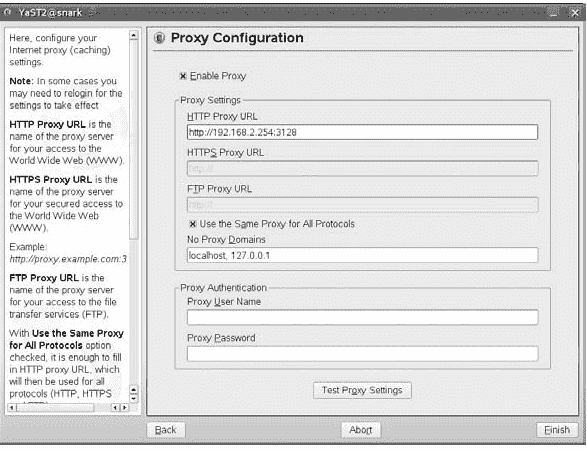 YaST2@snark
Here, configure your
Internet proxy (caching)
settings.
Note: In some cases you
may need to relogin for the
settings to take effect
HTTP Proxy URL is the
name of the proxy server
for your access to the
World Wide Web (WWW).
HTTPS Proxy URL is the
name of the proxy server
for your secured access to
the World Wide Web
(WWW).
Example:
http://proxy.example.com:3
FTP Proxy URL is the
name of the proxy server
for your access to the file
transfer services (FTP).
With Use the Same Proxy
for All Protocols option
checked, it is enough to fill
in HTTP proxy URL, which
will then be used for all
protocols (HTTP, HTTPS
Proxy Configuration
Enable Proxy
Proxy Settings
HTTP Proxy URL
http://192.168.2.254:3128
HTTPS Proxy URL
http://
FTP Proxy URL
http://
Use the Same Proxy for All Protocols
No Proxy Domains
localhost, 127.0.0.1
Proxy Authentication
Proxy User Name
Proxy Password
Test Proxy Settings
Back
Abort
Finish